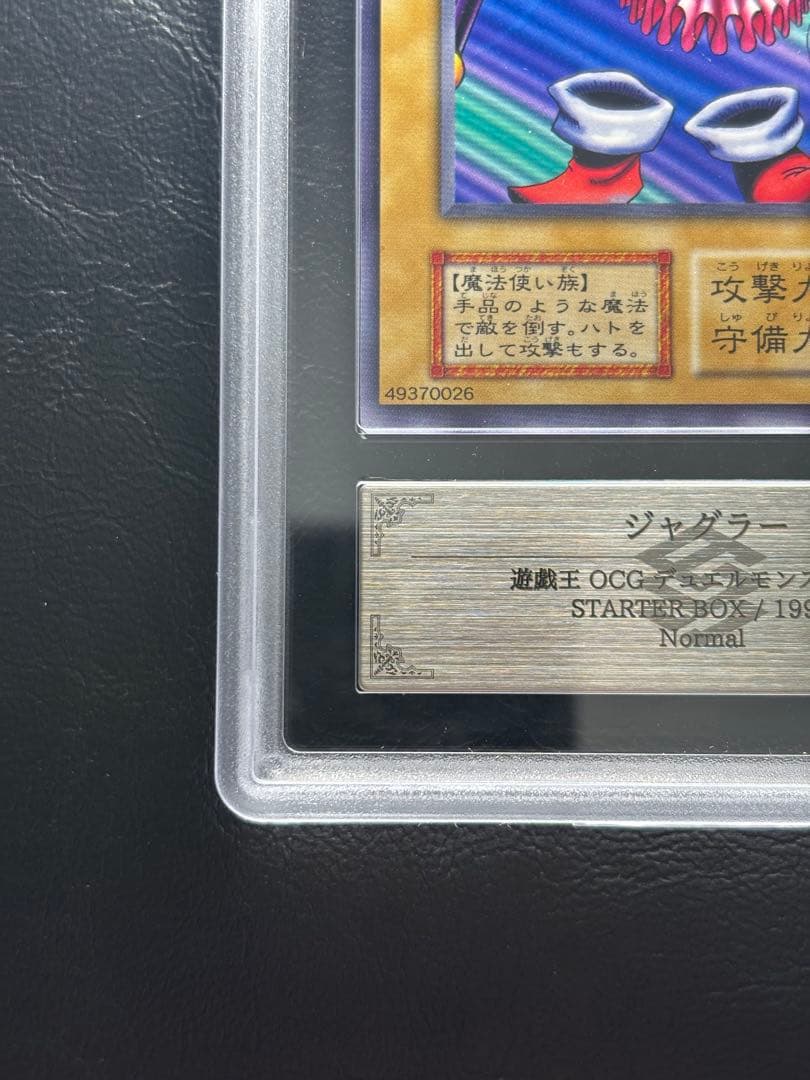 【魔法使い族】
手品のような魔法
で敵を倒す。ハトを
出して攻撃もする。
攻撃力
守備力
49370026
ジャグラー
遊戯王 OCG デュエルモンス
STARTER BOX / 199
Normal